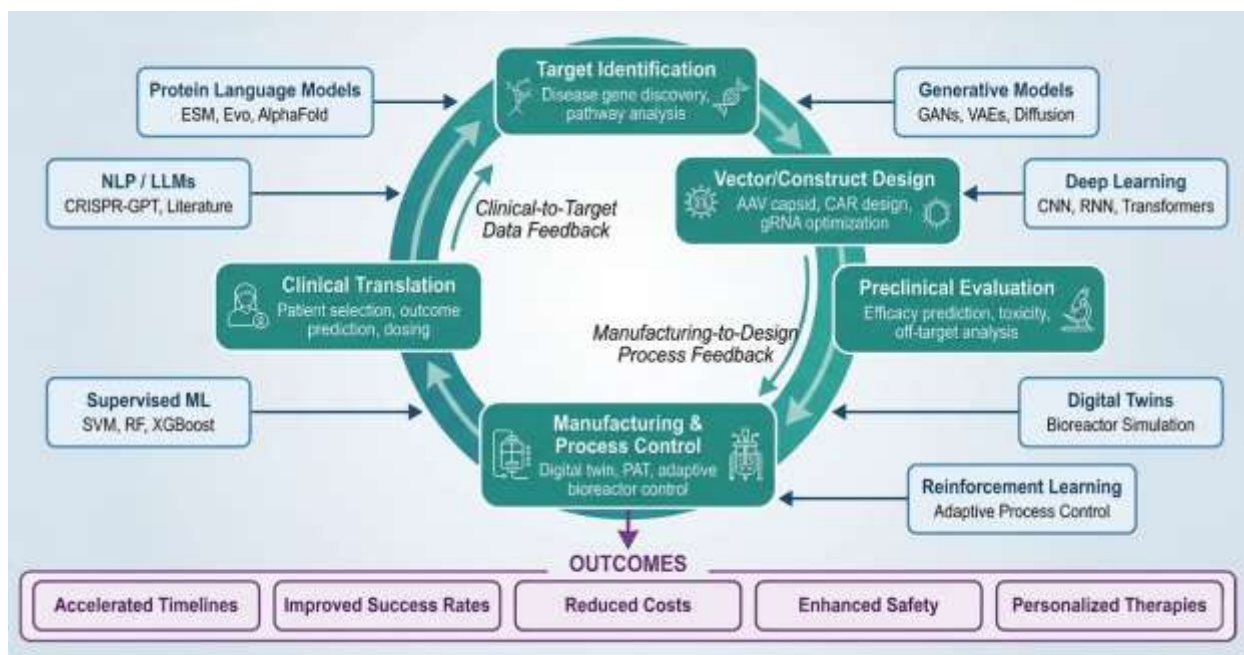 Target Identification
Disease gene discovery,
pathway analysis
Protein Language Models
ESM, Evo, AlphaFold
Generative Models
GANs, VAEs, Diffusion
NLP / LLMs
CRISPR-GPT, Literature
Vector/Construct Design
AAV capsid, CAR design,
gRNA optimization
Deep Learning
CNN, RNN, Transformers
Clinical-to-Target
Data Feedback
Clinical Translation
Patient selection, outcome
prediction, dosing
Preclinical Evaluation
Efficacy prediction, toxicity,
off-target analysis
Manufacturing-to-Design
Process Feedback
Supervised ML
SVM, RF, XGBoost
Manufacturing &
Process Control
Digital twin, PAT, adaptive
bioreactor control
Digital Twins
Bioreactor Simulation
Reinforcement Learning
Adaptive Process Control
OUTCOMES
Accelerated Timelines
Improved Success Rates
Reduced Costs
Enhanced Safety
Personalized Therapies